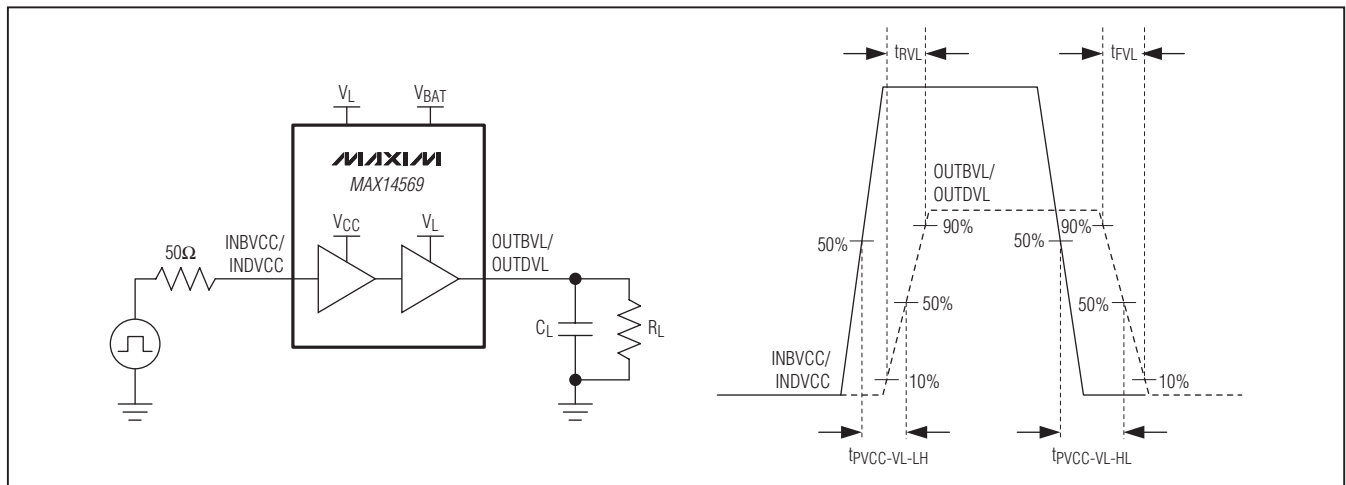 VL
VBAT
MAXIM
MAX14569
VCC
VL
50Ω
INBVCC/
INDVCC
OUTBVL/
OUTDVL
CL
RL
tRVL
tFVL
OUTBVL/
OUTDVL
90%
90%
50%
50%
50%
50%
INBVCC/
INDVCC
10%
10%
tPVCC-VL-LH
tPVCC-VL-HL